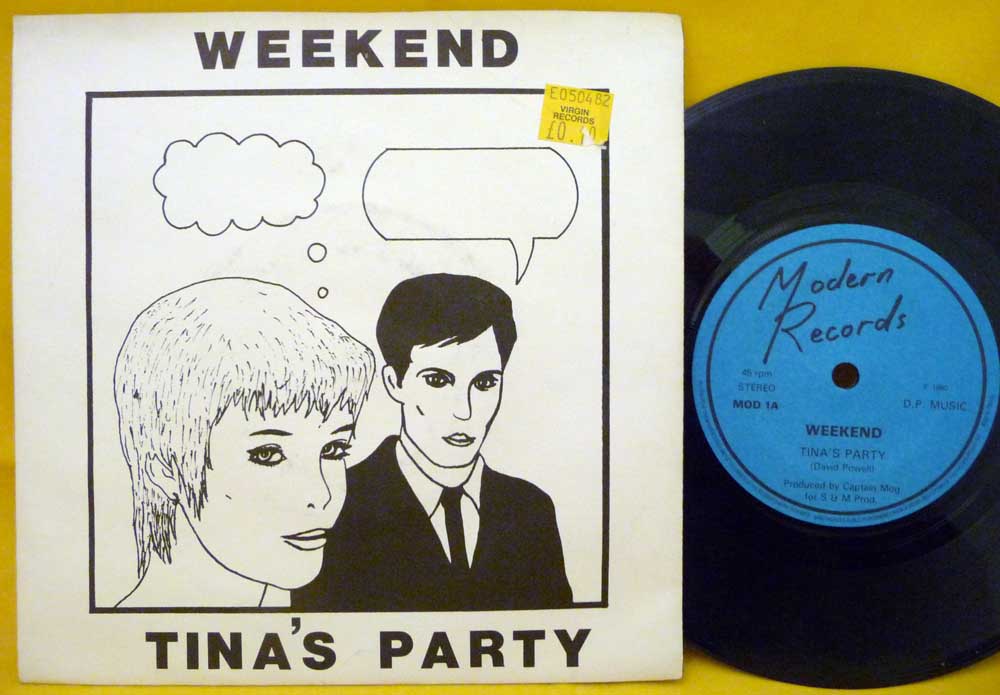 WEEKEND
E050482
VIRGIN
RECORDS
TINA'S PARTY
Modern
Records
45 rpm
STEREO
MOD 1A
℗ 1980
D.P. MUSIC
WEEKEND
TINA'S PARTY
(David Powell)
Produced by Captain Mog
for S & M Prod.